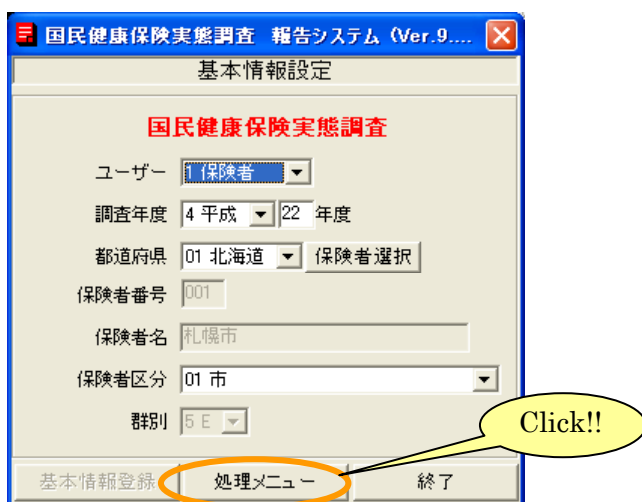 国民健康保険実態調査 報告システム (Ver.9....
基本情報設定
国民健康保険実態調査
ユーザー 1 保険者
調査年度 4 平成 22 年度
都道府県 01 北海道 保険者選択
保険者番号 001
保険者名 札幌市
保険者区分 01 市
群別 5 E
Click!!
基本情報登録 処理メニュー 終了